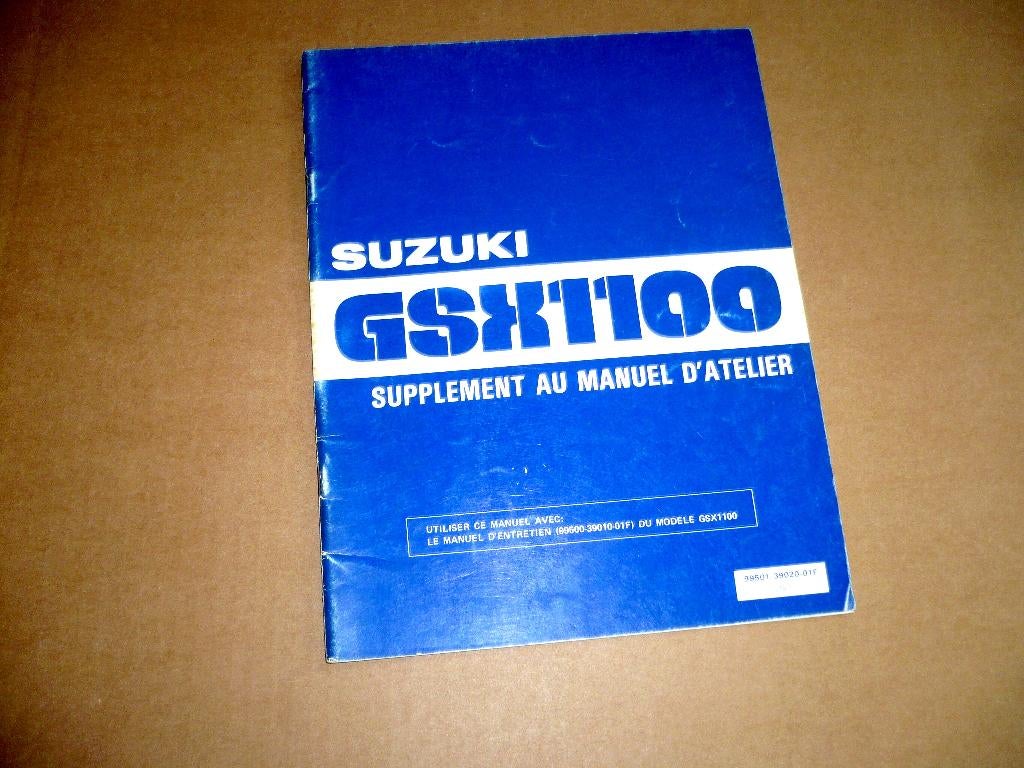 SUZUKI
GSX1100
SUPPLEMENT AU MANUEL D'ATELIER
UTILISER CE MANUEL AVEC:
LE MANUEL D'ENTRETIEN (99600-39010-01F) DU MODELE GSX1100
99501-39020-01F